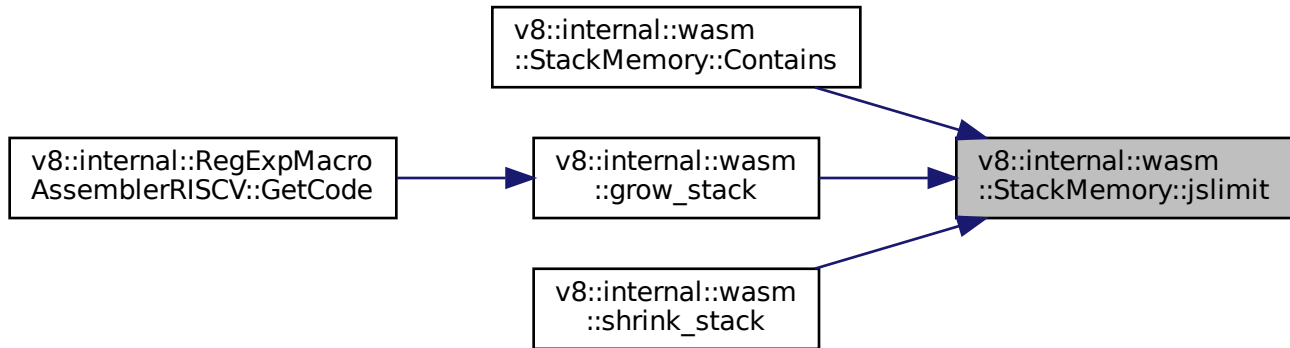 v8::internal::wasm
::StackMemory::Contains
v8::internal::RegExpMacro
AssemblerRISCV::GetCode
v8::internal::wasm
::grow_stack
v8::internal::wasm
::StackMemory::jslimit
v8::internal::wasm
::shrink_stack